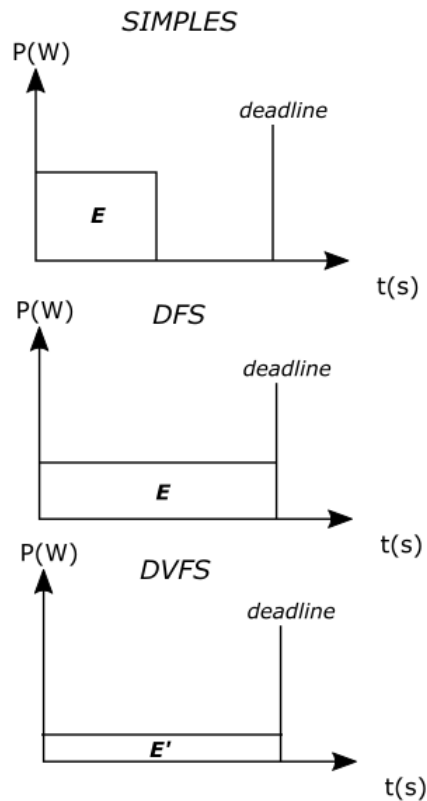 SIMPLES
P(W)
deadline
E
t(s)
P(W)
DFS
deadline
E
t(s)
P(W)
DVFS
deadline
E'
t(s)